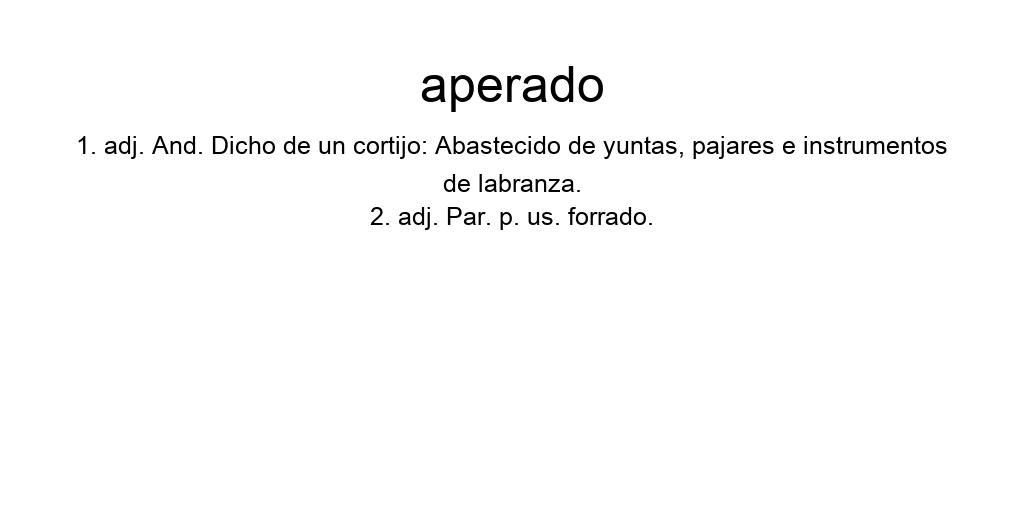 aperado
1. adj. And. Dicho de un cortijo: Abastecido de yuntas, pajares e instrumentos
de labranza.
2. adj. Par. p. us. forrado.